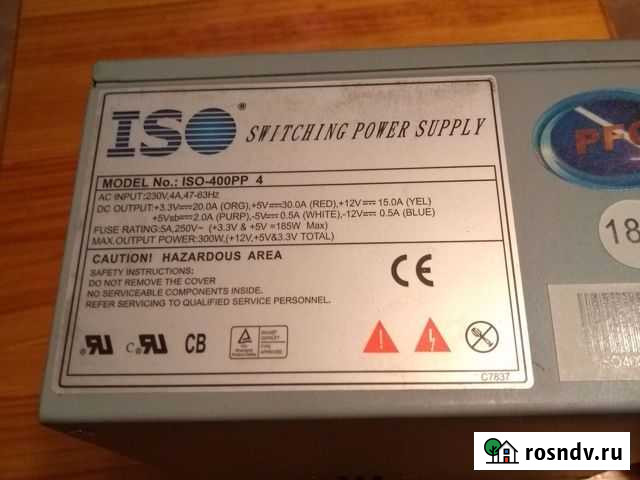 ISO ®
SWITCHING POWER SUPPLY
MODEL No.: ISO-400PP 4
AC INPUT:230V,4A,47-63Hz
DC OUTPUT:+3.3V⎓20.0A (ORG),+5V⎓30.0A (RED),+12V⎓15.0A (YEL)
+5Vsb⎓2.0A (PURP),-5V⎓0.5A (WHITE),-12V⎓0.5A (BLUE)
FUSE RATING:5A,250V~ (+3.3V & +5V =185W Max)
MAX.OUTPUT POWER:300W,(+12V,+5V&3.3V TOTAL)
CAUTION! HAZARDOUS AREA
SAFETY INSTRUCTIONS:
DO NOT REMOVE THE COVER
NO SERVICEABLE COMPONENTS INSIDE.
REFER SERVICING TO QUALIFIED SERVICE PERSONNEL.
CE
CB
C7837
PFC
18
rosndv.ru